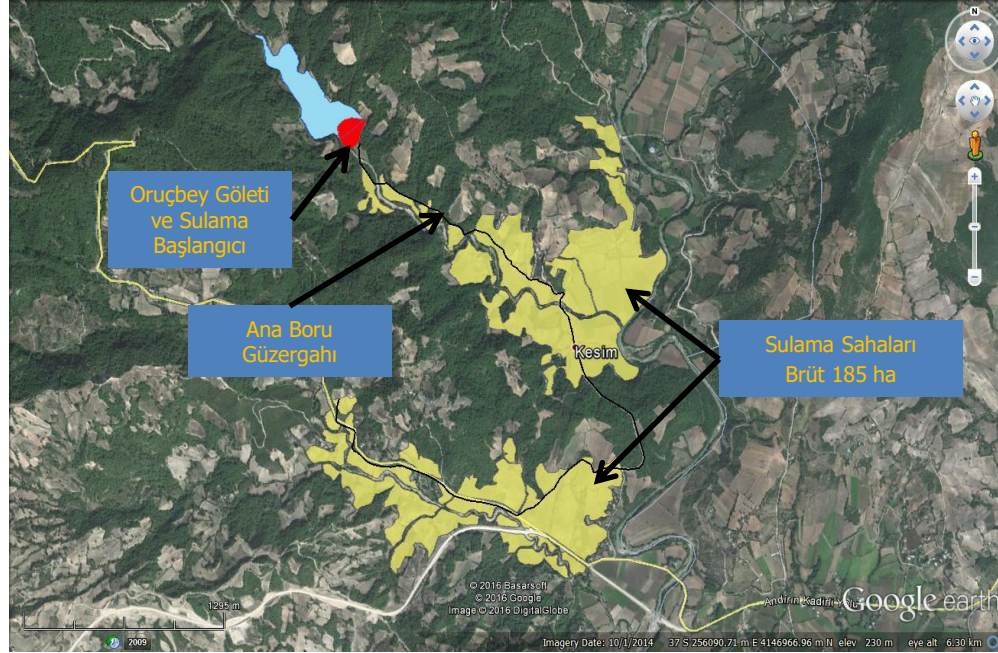 N
Oruçbey Göleti
ve Sulama
Başlangıcı
Ana Boru
Güzergahı
Sulama Sahaları
Brüt 185 ha
Kesim
© 2016 Basarsoft
© 2016 Google
Image © 2016 DigitalGlobe
1295 m
Andırın Kadirli Yolu
Google earth
2009
Imagery Date: 10/1/2014 37 S 256090.71 m E 4146966.96 m N elev 230 m eye alt 6.30 km